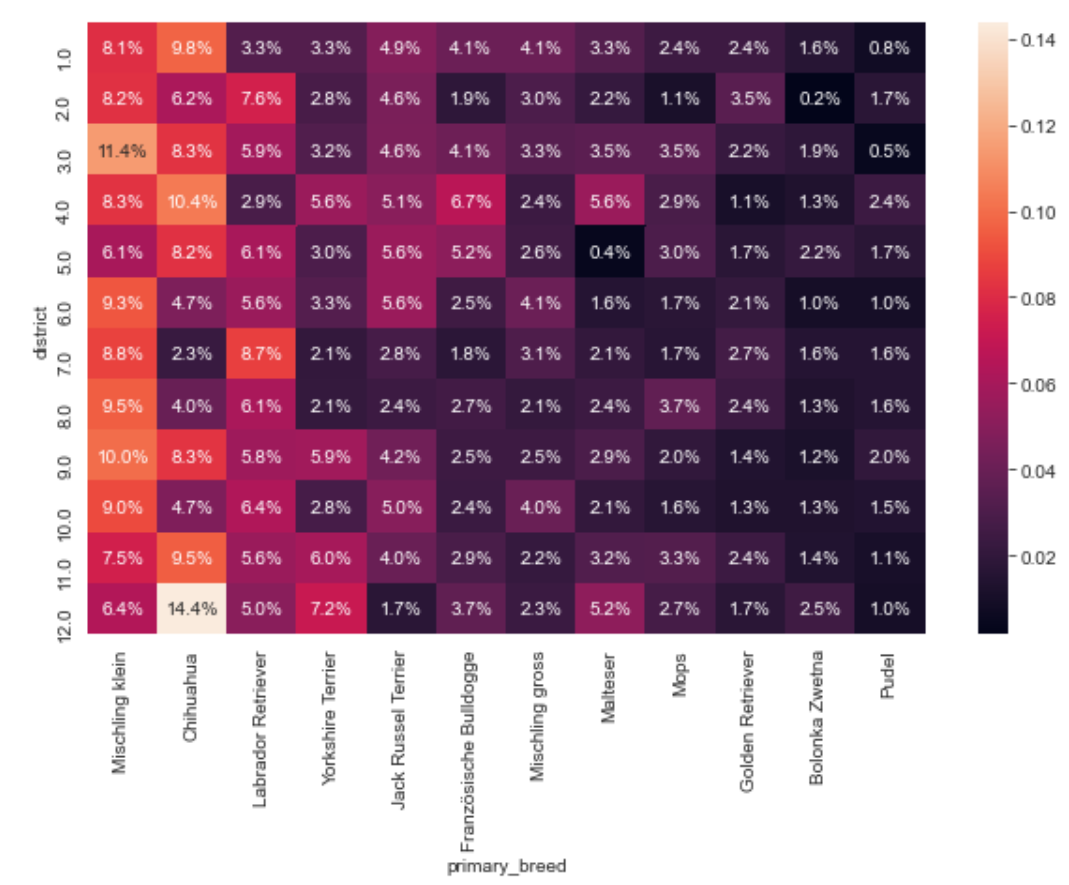 8.1% 9.8% 3.3% 3.3% 4.9% 4.1% 4.1% 3.3% 2.4% 2.4% 1.6% 0.8%
8.2% 6.2% 7.6% 2.8% 4.6% 1.9% 3.0% 2.2% 1.1% 3.5% 0.2% 1.7%
11.4% 8.3% 5.9% 3.2% 4.6% 4.1% 3.3% 3.5% 3.5% 2.2% 1.9% 0.5%
8.3% 10.4% 2.9% 5.6% 5.1% 6.7% 2.4% 5.6% 2.9% 1.1% 1.3% 2.4%
6.1% 8.2% 6.1% 3.0% 5.6% 5.2% 2.6% 0.4% 3.0% 1.7% 2.2% 1.7%
9.3% 4.7% 5.6% 3.3% 5.6% 2.5% 4.1% 1.6% 1.7% 2.1% 1.0% 1.0%
8.8% 2.3% 8.7% 2.1% 2.8% 1.8% 3.1% 2.1% 1.7% 2.7% 1.6% 1.6%
9.5% 4.0% 6.1% 2.1% 2.4% 2.7% 2.1% 2.4% 3.7% 2.4% 1.3% 1.6%
10.0% 8.3% 5.8% 5.9% 4.2% 2.5% 2.5% 2.9% 2.0% 1.4% 1.2% 2.0%
9.0% 4.7% 6.4% 2.8% 5.0% 2.4% 4.0% 2.1% 1.6% 1.3% 1.3% 1.5%
7.5% 9.5% 5.6% 6.0% 4.0% 2.9% 2.2% 3.2% 3.3% 2.4% 1.4% 1.1%
6.4% 14.4% 5.0% 7.2% 1.7% 3.7% 2.3% 5.2% 2.7% 1.7% 2.5% 1.0%
district
1.0
2.0
3.0
4.0
5.0
6.0
7.0
8.0
9.0
10.0
11.0
12.0
Mischling klein
Chihuahua
Labrador Retriever
Yorkshire Terrier
Jack Russel Terrier
Französische Bulldogge
Mischling gross
Malteser
Mops
Golden Retriever
Bolonka Zwetna
Pudel
primary_breed
0.14
0.12
0.10
0.08
0.06
0.04
0.02